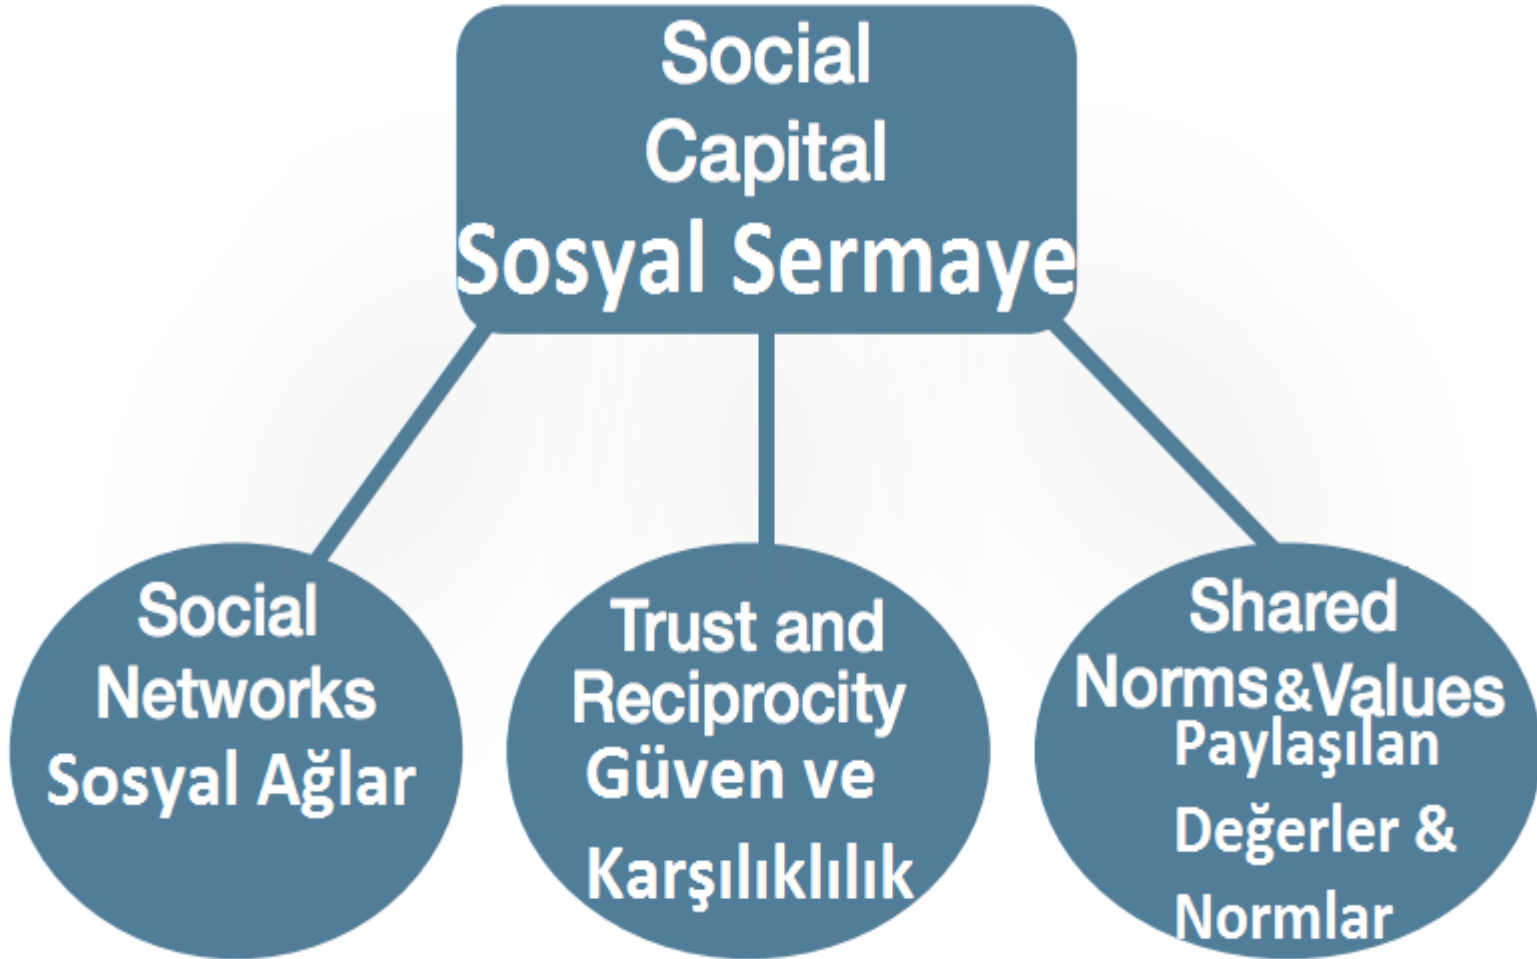 Social
Capital
Sosyal Sermaye
Social
Networks
Sosyal Ağlar
Trust and
Reciprocity
Güven ve
Karşılıklılık
Shared
Norms&Values
Paylaşılan
Değerler &
Normlar